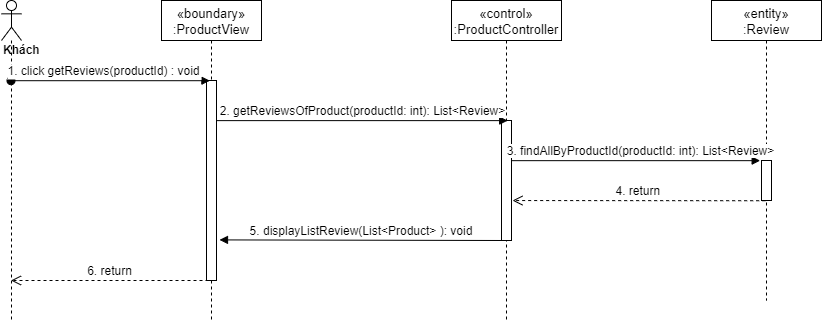 «boundary»
:ProductView
«control»
:ProductController
«entity»
:Review
Khách
1. click getReviews(productId) : void
2. getReviewsOfProduct(productId: int): List<Review>
3. findAllByProductId(productId: int): List<Review>
4. return
5. displayListReview(List<Product> ): void
6. return